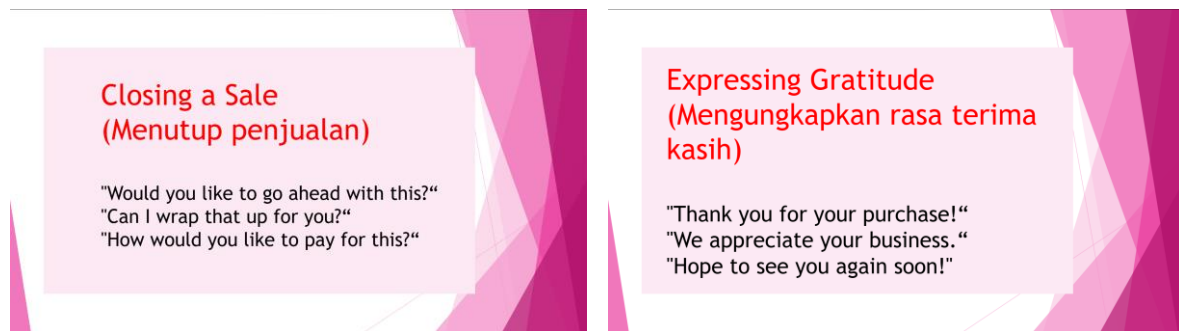 Closing a Sale
(Menutup penjualan)
"Would you like to go ahead with this?“
"Can I wrap that up for you?“
"How would you like to pay for this?“
Expressing Gratitude
(Mengungkapkan rasa terima
kasih)
"Thank you for your purchase!“
"We appreciate your business.“
"Hope to see you again soon!"